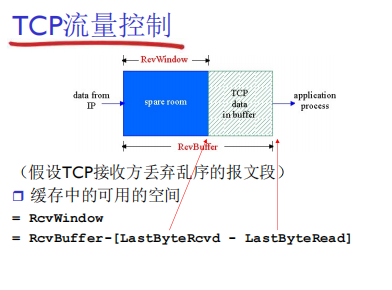 TCP流量控制
RcvWindow
data from
IP
spare room
TCP
data
in buffer
application
process
RcvBuffer
（假设TCP接收方丢弃乱序的报文段）
缓存中的可用的空间
= RcvWindow
= RcvBuffer-[LastByteRcvd - LastByteRead]